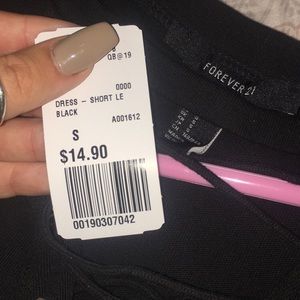 QB@19
0000
DRESS - SHORT LE
BLACK
A001612
S
$14.90
00190307042
FOREVER 21